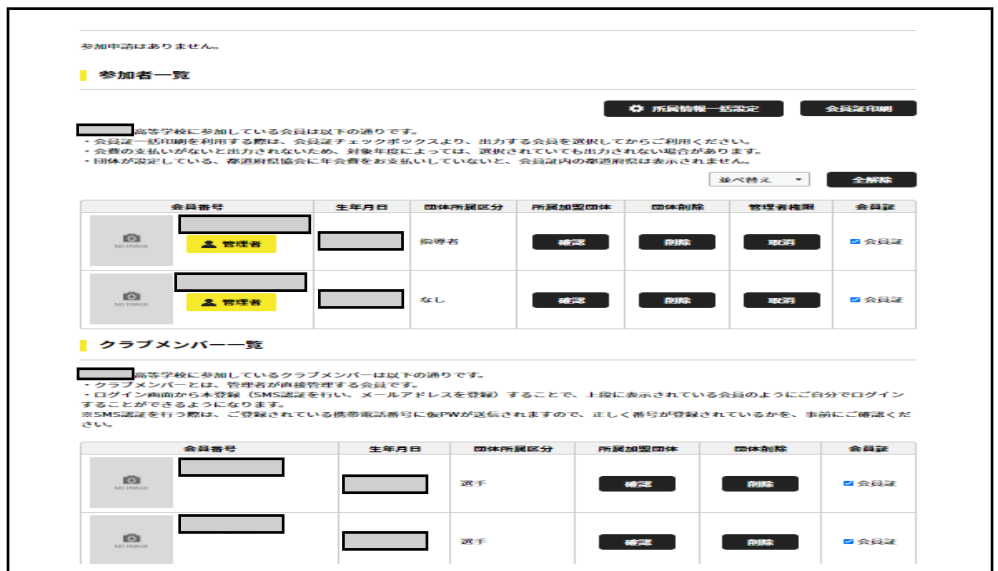 参加申請はありません。
参加者一覧
所属情報一括設定 会員証印刷
高等学校に参加している会員は以下の通りです。
・会員証一括印刷を利用する際は、会員証チェックボックスより、出力する会員を選択してからご利用ください。
・会費の支払いがないと出力されないため、対象年度によっては、選択されていても出力されない場合があります。
・団体が設定している、都道府県協会に年会費をお支払いしていないと、会員証内の都道府県は表示されません。
並べ替え 全解除
会員番号 生年月日 団体所属区分 所属加盟団体 団体削除 管理者権限 会員証
NO IMAGE 管理者 指導者 確認 削除 取消 会員証
NO IMAGE 管理者 なし 確認 削除 取消 会員証
クラブメンバー一覧
高等学校に参加しているクラブメンバーは以下の通りです。
・クラブメンバーとは、管理者が直接管理する会員です。
・ログイン画面から本登録（SMS認証を行い、メールアドレスを登録）することで、上段に表示されている会員のようにご自分でログイン
することができるようになります。
※SMS認証を行う際は、ご登録されている携帯電話番号に仮PWが送信されますので、正しく番号が登録されているかを、事前にご確認くだ
さい。
会員番号 生年月日 団体所属区分 所属加盟団体 団体削除 会員証
NO IMAGE 選手 確認 削除 会員証
NO IMAGE 選手 確認 削除 会員証